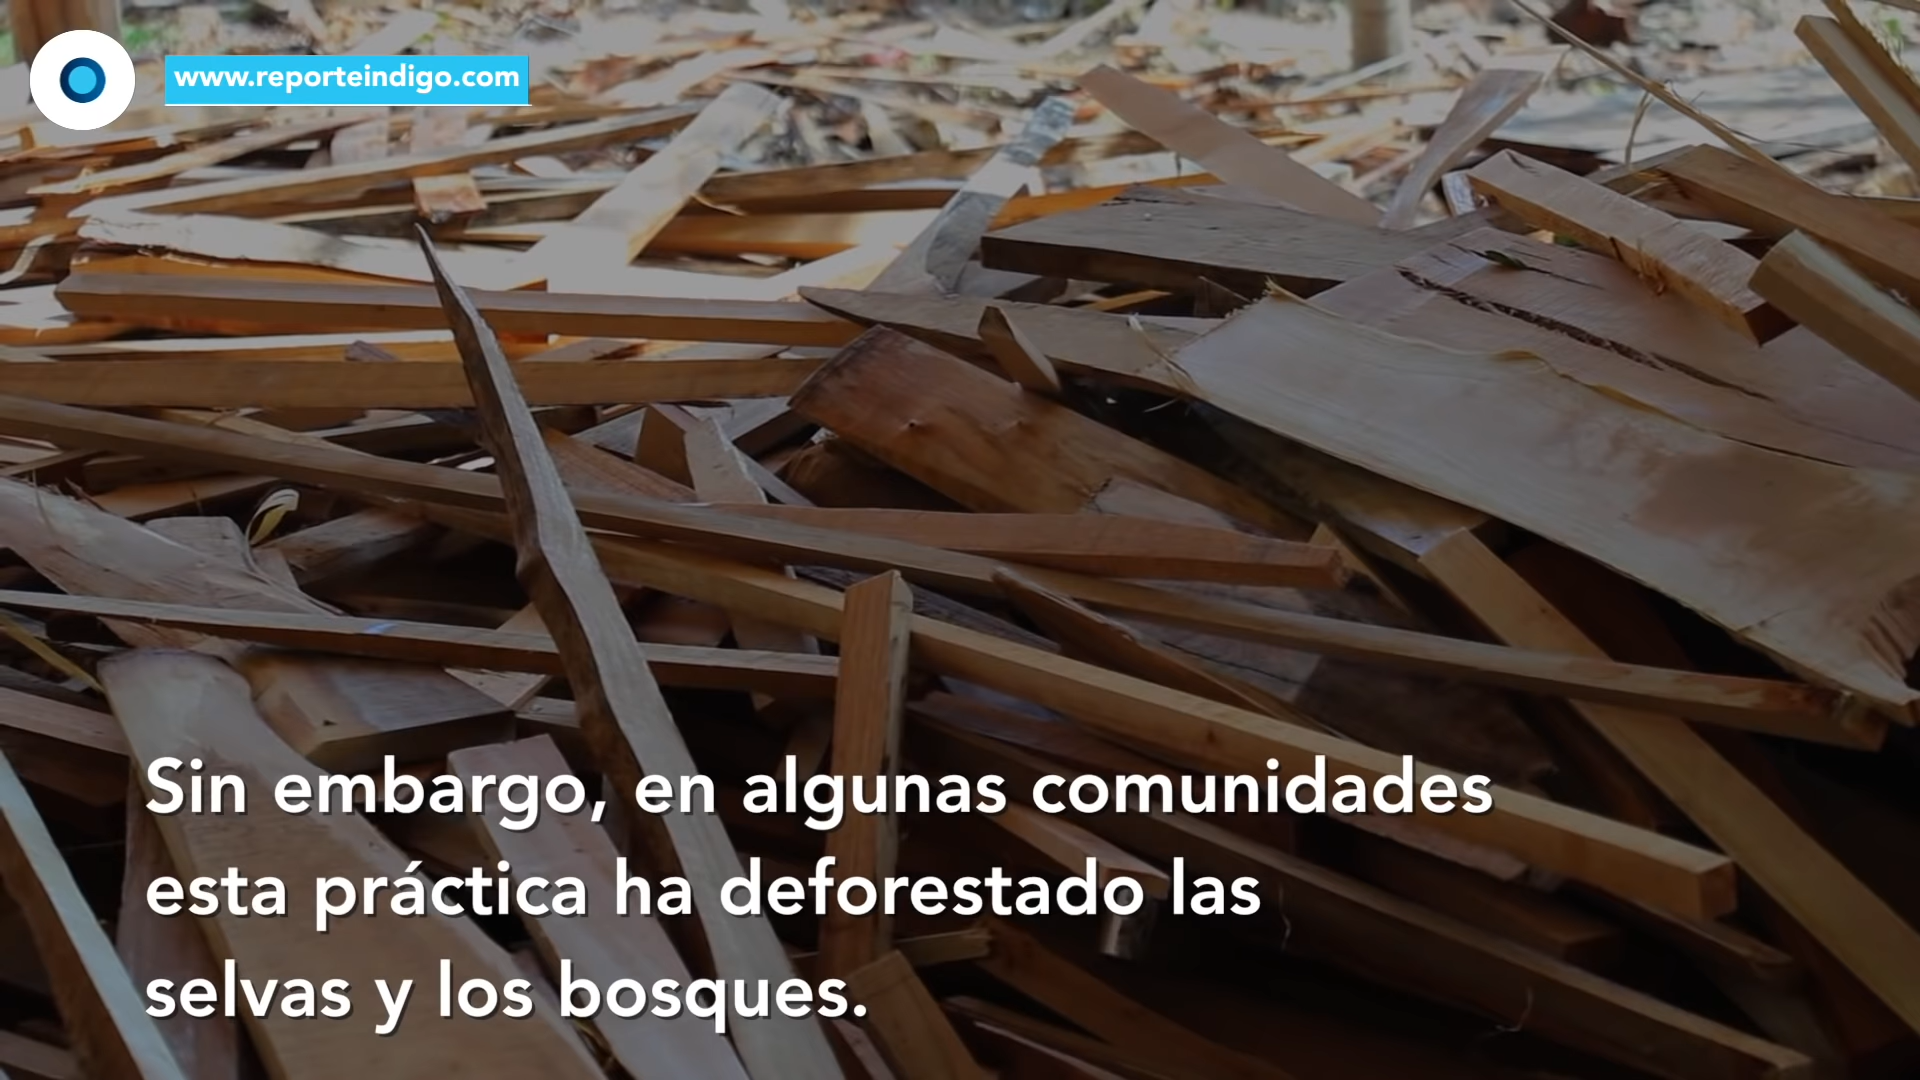 www.reporteindigo.com
Sin embargo, en algunas comunidades
esta práctica ha deforestado las
selvas y los bosques.